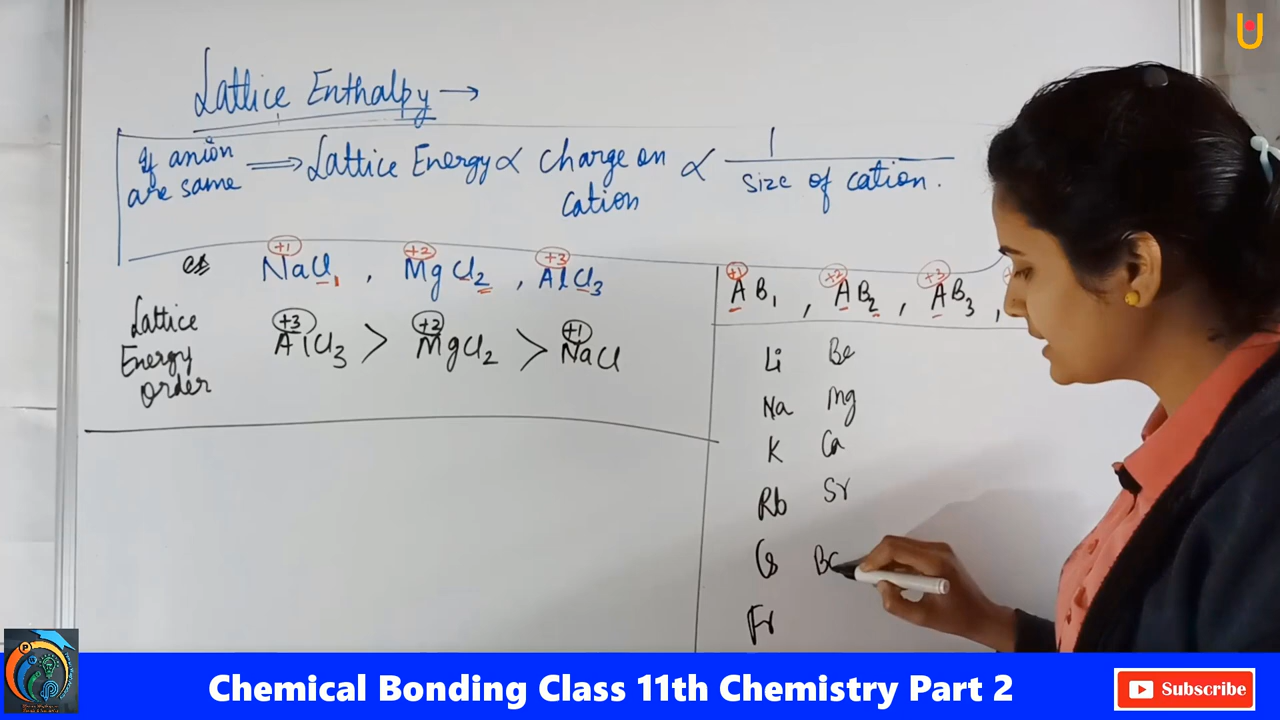 Lattice Enthalpy →
If anion are same ⟹ Lattice Energy ∝ charge on cation ∝ 1 / size of cation.
+1 +2 +3
es NaCl1 , MgCl2 , AlCl3
Lattice Energy order
+3 +2 +1
AlCl3 > MgCl2 > NaCl
+1 +2 +3
AB1 , AB2 , AB3 ,
Li Be
Na Mg
K Ca
Rb Sr
Cs Ba
Fr
Chemical Bonding Class 11th Chemistry Part 2
Subscribe